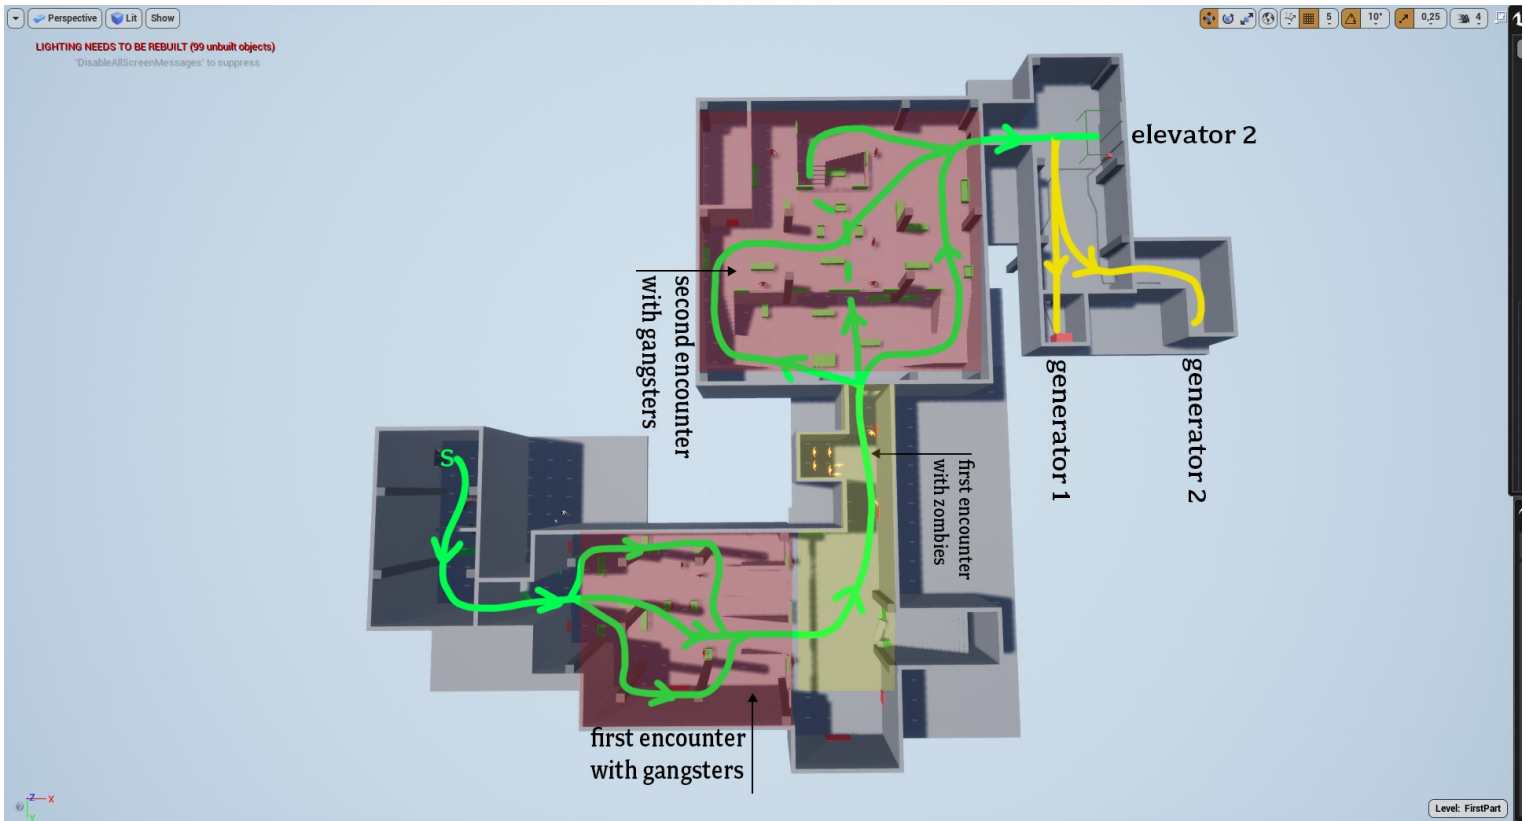 Perspective
Lit
Show
5
10°
0,25
4
LIGHTING NEEDS TO BE REBUILT (99 unbuilt objects)
'DisableAllScreenMessages' to suppress
elevator 2
second encounter
with gangsters
generator 1
generator 2
S
first encounter
with zombies
first encounter
with gangsters
Z
X
Y
Level: FirstPart